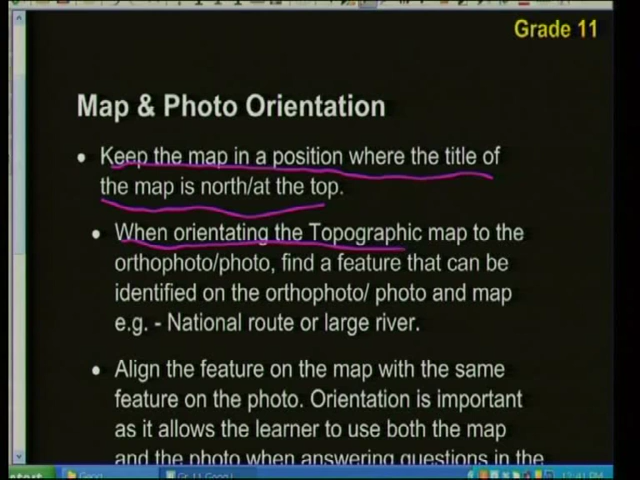 Grade 11
Map & Photo Orientation
• Keep the map in a position where the title of
the map is north/at the top.
• When orientating the Topographic map to the
orthophoto/photo, find a feature that can be
identified on the orthophoto/ photo and map
e.g. - National route or large river.
• Align the feature on the map with the same
feature on the photo. Orientation is important
as it allows the learner to use both the map
and the photo when answering questions in the
start